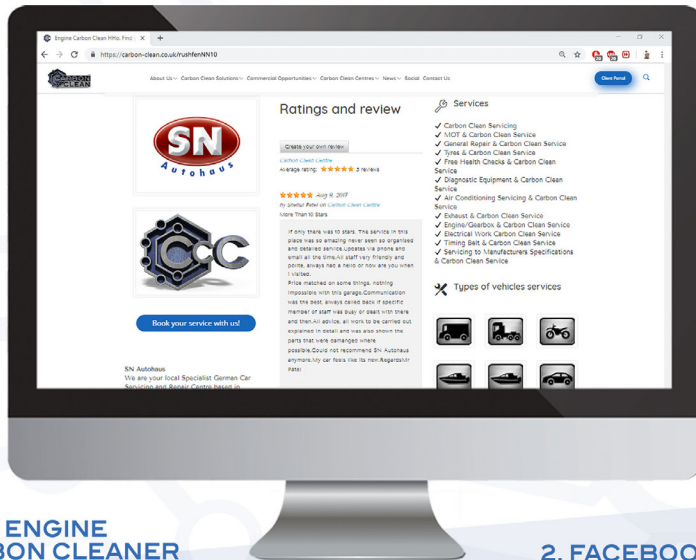 Engine Carbon Clean HHo, Find
https://carbon-clean.co.uk/rushfenNN10
CARBON CLEAN
About Us Carbon Clean Solutions Commercial Opportunities Carbon Clean Centres News Social Contact Us
Client Portal
SN
Autohaus
CCC
Book your service with us!
SN Autohaus
We are your local Specialist German Car
Servicing and Repair Centre based in
Ratings and review
Create your own review
Carbon Clean Centre
Average rating: 3 reviews
Aug 9, 2017
by Snehal Patel on Carbon Clean Centre
More Than 10 Stars
If only there was 10 stars. The service in this
place was so amazing never seen so organised
and detailed service.Updates via phone and
email all the time.All staff very friendly and
polite, always had a hello or how are you when
I visited.
Price matched on some things, nothing
impossible with this garage.Communication
was the best, always called back if specific
member of staff was busy or dealt with there
and then.All advice, all work to be carried out
explained in detail and was also shown the
parts that were damanged where
possible.Could not recommend SN Autohaus
anymore.My car feels like its new.RegardsMr
Patel
Services
✓ Carbon Clean Servicing
✓ MOT & Carbon Clean Service
✓ General Repair & Carbon Clean Service
✓ Tyres & Carbon Clean Service
✓ Free Health Checks & Carbon Clean
Service
✓ Diagnostic Equipment & Carbon Clean
Service
✓ Air Conditioning Servicing & Carbon Clean
Service
✓ Exhaust & Carbon Clean Service
✓ Engine/Gearbox & Carbon Clean Service
✓ Electrical Work Carbon Clean Service
✓ Timing Belt & Carbon Clean Service
✓ Servicing to Manufacturers Specifications
& Carbon Clean Service
Types of vehicles services
ENGINE
BON CLEANER
2. FACEBOO